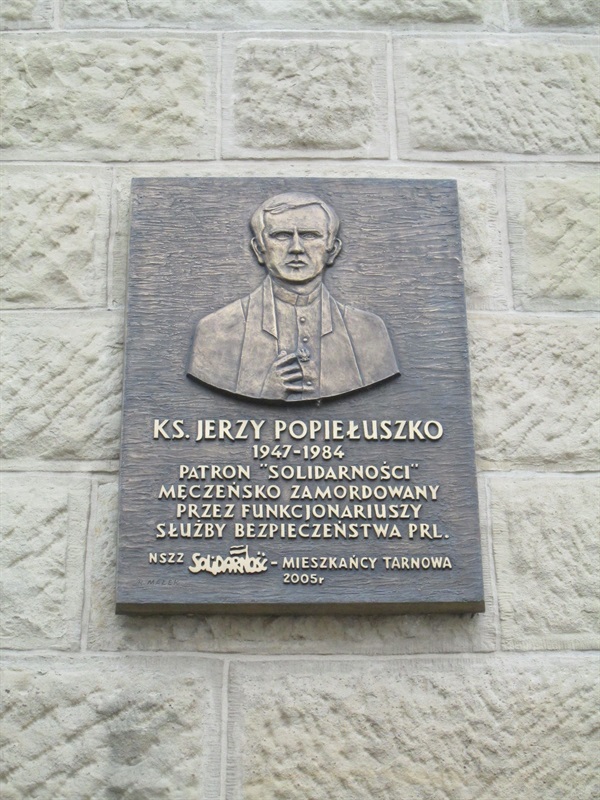 KS. JERZY POPIEŁUSZKO
1947-1984
PATRON "SOLIDARNOŚCI"
MĘCZEŃSKO ZAMORDOWANY
PRZEZ FUNKCJONARIUSZY
SŁUŻBY BEZPIECZEŃSTWA PRL.
NSZZ SOLIDARNOŚĆ - MIESZKAŃCY TARNOWA
2005r